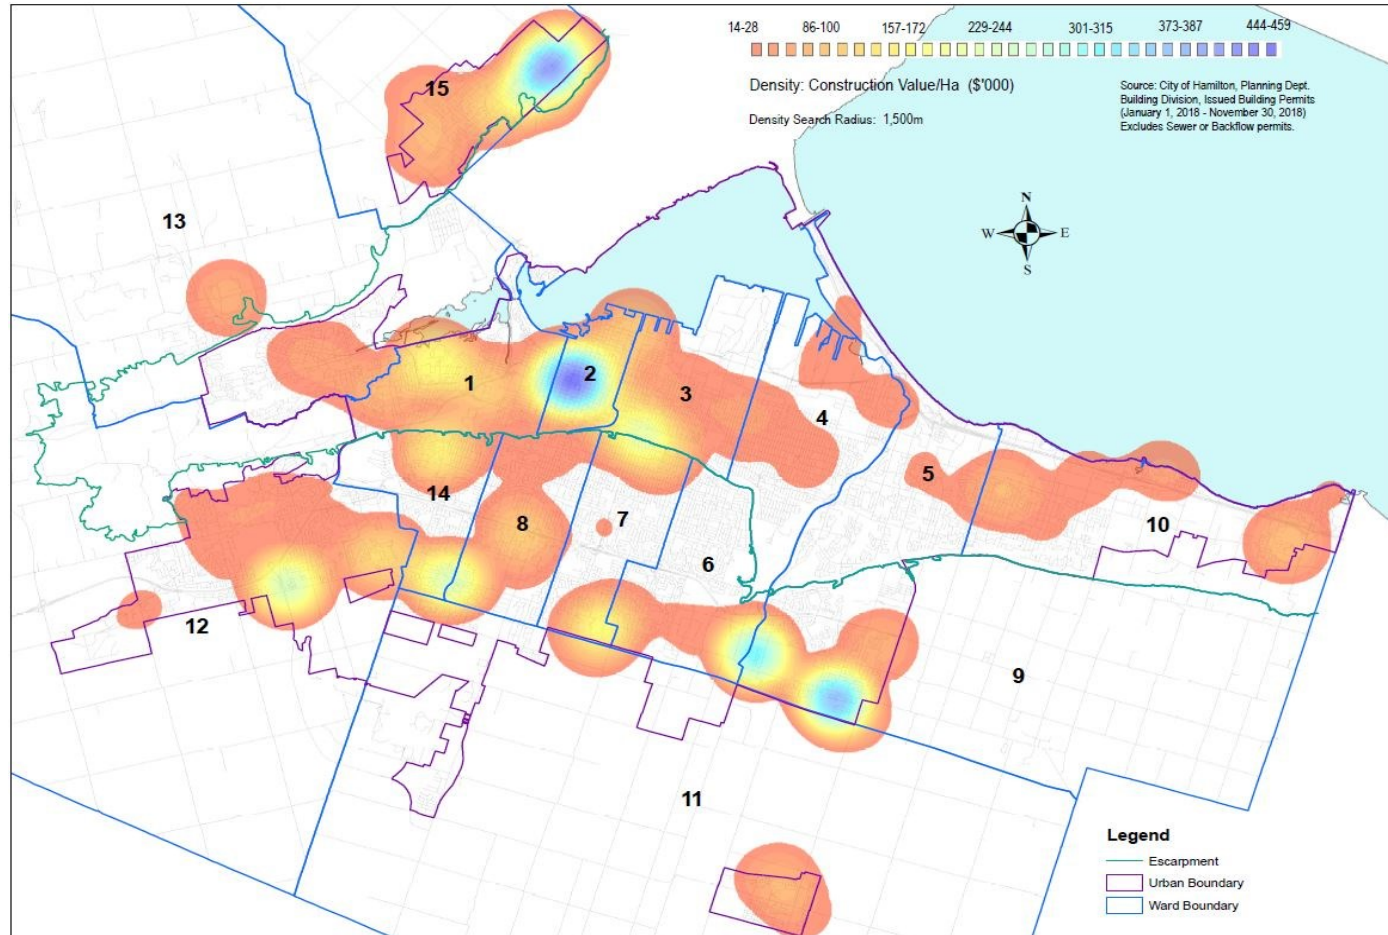 14-28 86-100 157-172 229-244 301-315 373-387 444-459
Density: Construction Value/Ha ($'000)
Density Search Radius: 1,500m
Source: City of Hamilton, Planning Dept.
Building Division, Issued Building Permits
(January 1, 2018 - November 30, 2018)
Excludes Sewer or Backflow permits.
15
13
N
W E
S
1
2
3
4
5
14
8
7
6
10
12
9
11
Legend
Escarpment
Urban Boundary
Ward Boundary